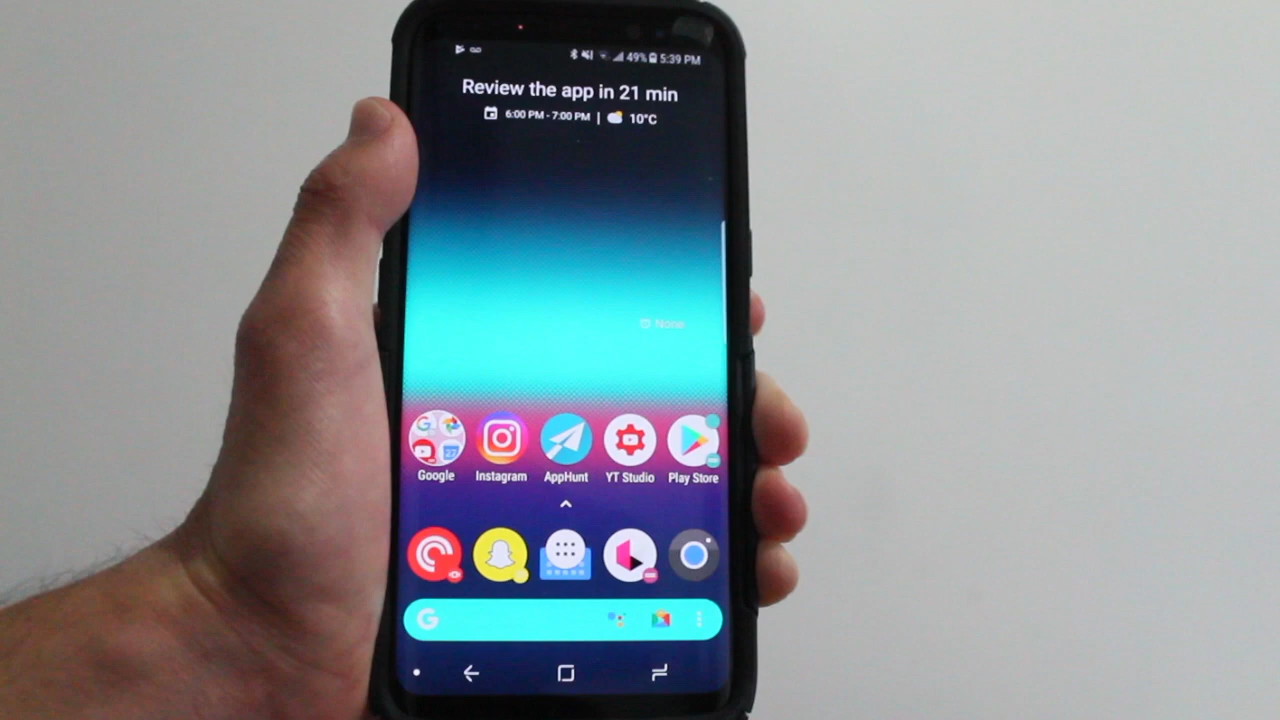 49% 5:39 PM
Review the app in 21 min
6:00 PM - 7:00 PM | 10°C
None
Google Instagram AppHunt YT Studio Play Store
G